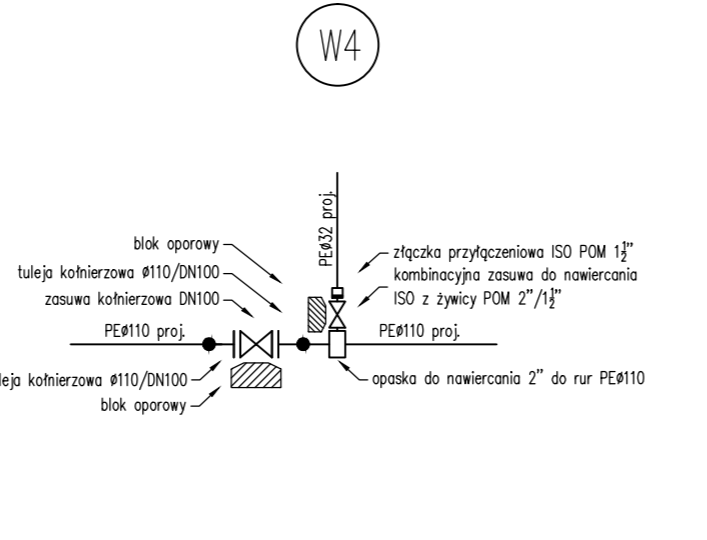 W4
PEø32 proj.
blok oporowy
tuleja kołnierzowa ø110/DN100
zasuwa kołnierzowa DN100
PEø110 proj.
złączka przyłączeniowa ISO POM 1½"
kombinacyjna zasuwa do nawiercania
ISO z żywicy POM 2"/1½"
PEø110 proj.
leja kołnierzowa ø110/DN100
blok oporowy
opaska do nawiercania 2" do rur PEø110